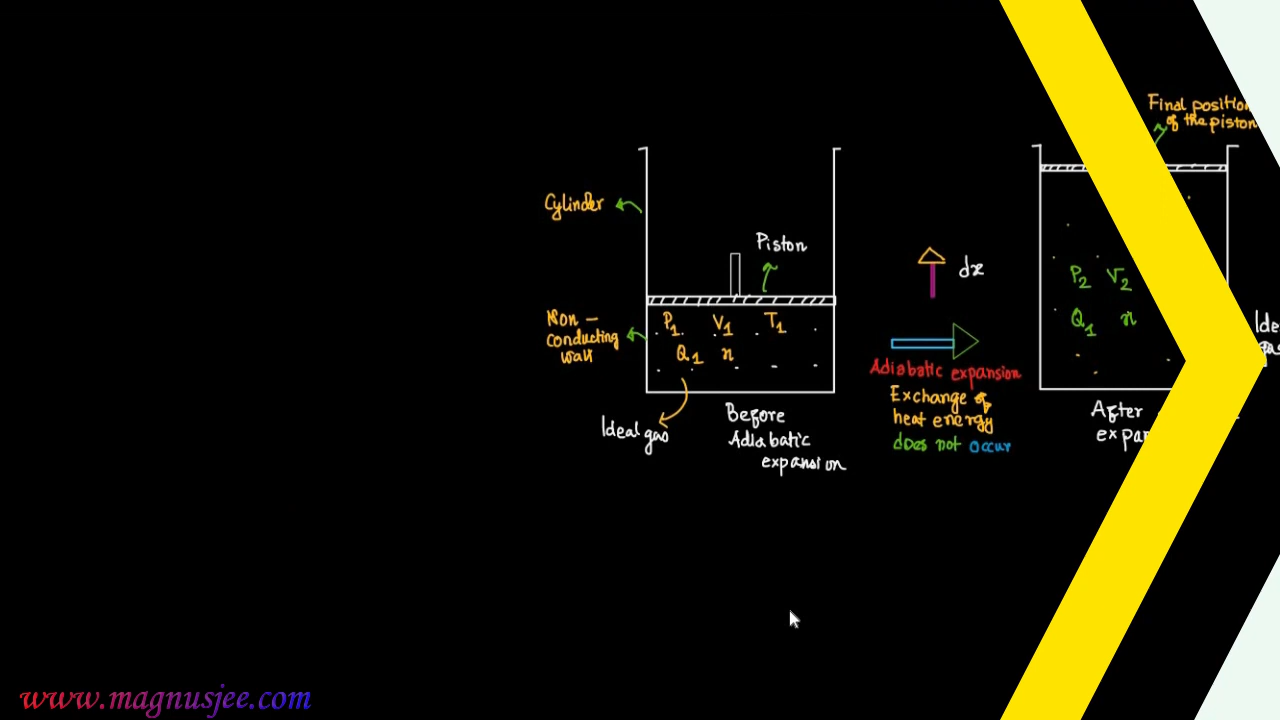 Final position
of the piston
Cylinder
Piston
dx
P1 V1 T1
Q1 n
Non-
conducting
wall
P2 V2
Q1 n
Adiabatic expansion
Exchange of
heat energy
does not occur
Ideal gas
Before
Adiabatic
expansion
After
www.magnusjee.com